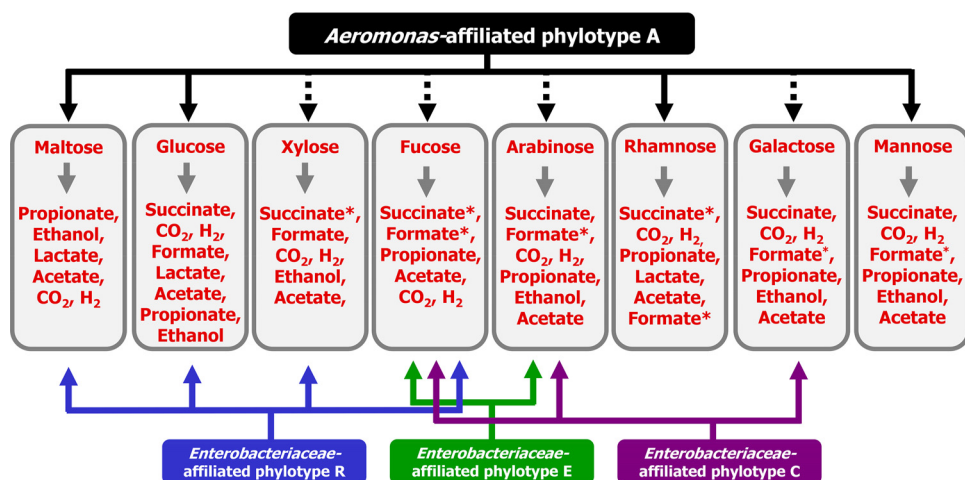 Aeromonas-affiliated phylotype A
Maltose
Propionate,
Ethanol,
Lactate,
Acetate,
CO₂, H₂
Glucose
Succinate,
CO₂, H₂,
Formate,
Lactate,
Acetate,
Propionate,
Ethanol
Xylose
Succinate*,
Formate,
CO₂, H₂,
Ethanol,
Acetate,
Fucose
Succinate*,
Formate*,
Propionate,
Acetate,
CO₂, H₂
Arabinose
Succinate,
Formate*,
CO₂, H₂,
Propionate,
Ethanol,
Acetate
Rhamnose
Succinate*,
CO₂, H₂,
Propionate,
Lactate,
Acetate,
Formate*
Galactose
Succinate,
CO₂, H₂
Formate*,
Propionate,
Ethanol,
Acetate
Mannose
Succinate,
CO₂, H₂
Formate*,
Propionate,
Ethanol,
Acetate
Enterobacteriaceae-
affiliated phylotype R
Enterobacteriaceae-
affiliated phylotype E
Enterobacteriaceae-
affiliated phylotype C